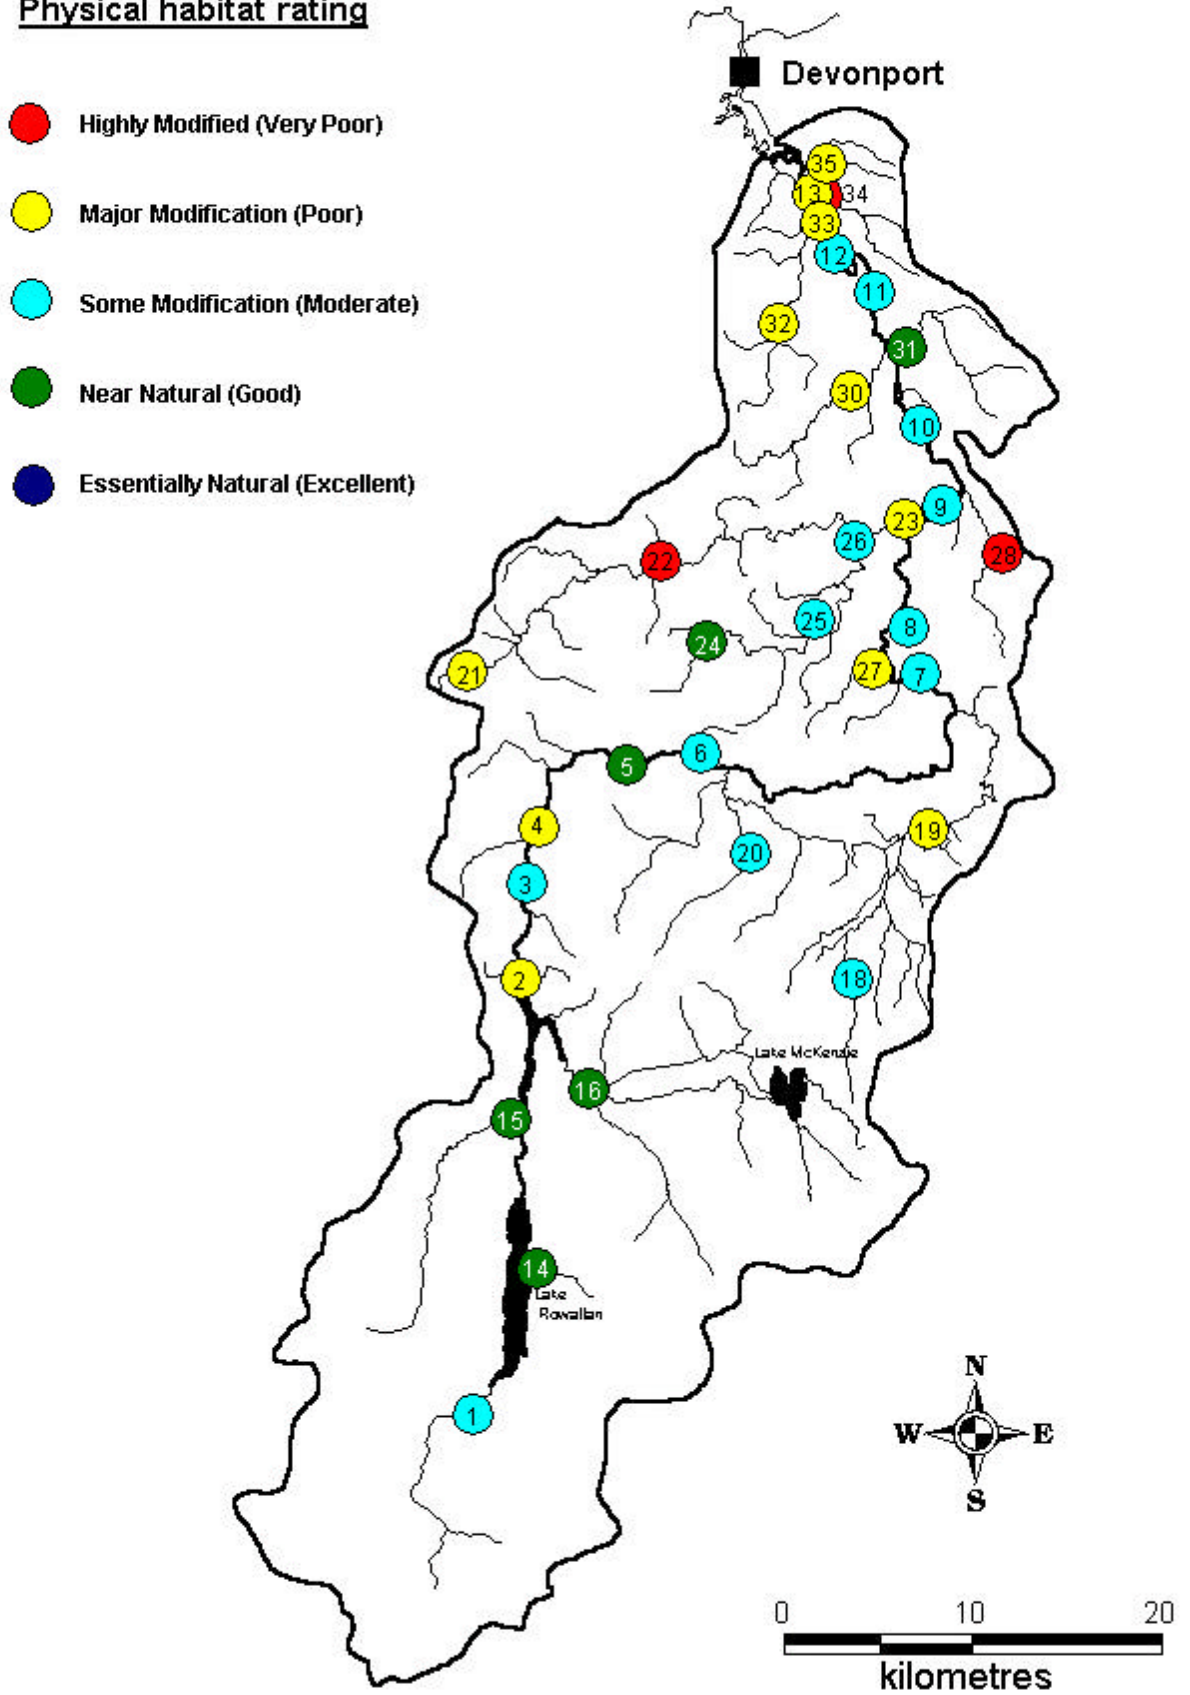 Physical habitat rating
Devonport
Highly Modified (Very Poor)
35
13
34
Major Modification (Poor)
33
12
Some Modification (Moderate)
11
32
31
Near Natural (Good)
30
10
Essentially Natural (Excellent)
9
23
26
28
22
25
8
24
21
27
7
6
5
4
19
20
3
2
18
Lake McKenzie
16
15
14
Lake
Rowallan
N
1
W
E
S
0
10
20
kilometres